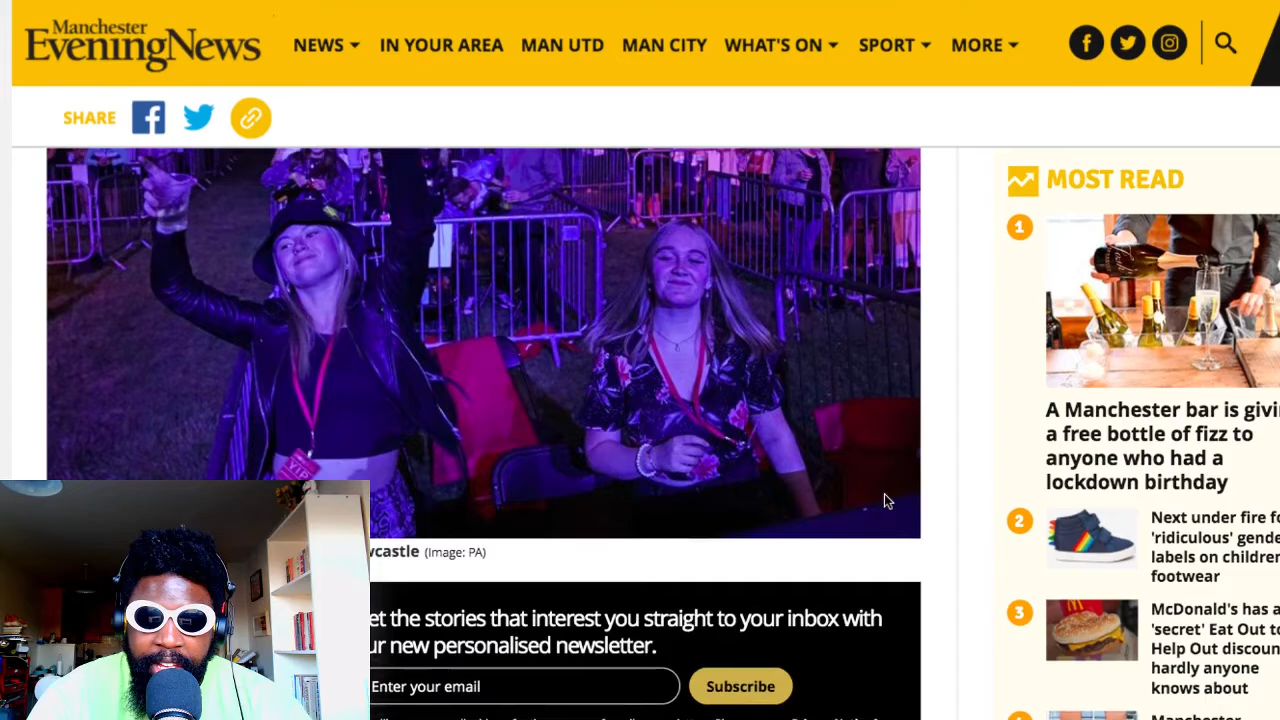 Manchester
EveningNews
NEWS
IN YOUR AREA
MAN UTD
MAN CITY
WHAT'S ON
SPORT
MORE
SHARE
VIP
(Image: PA)
et the stories that interest you straight to your inbox with
ur new personalised newsletter.
Enter your email
Subscribe
MOST READ
1
A Manchester bar is givi
a free bottle of fizz to
anyone who had a
lockdown birthday
2
Next under fire fo
'ridiculous' gende
labels on children
footwear
3
McDonald's has a
'secret' Eat Out to
Help Out discoun
hardly anyone
knows about